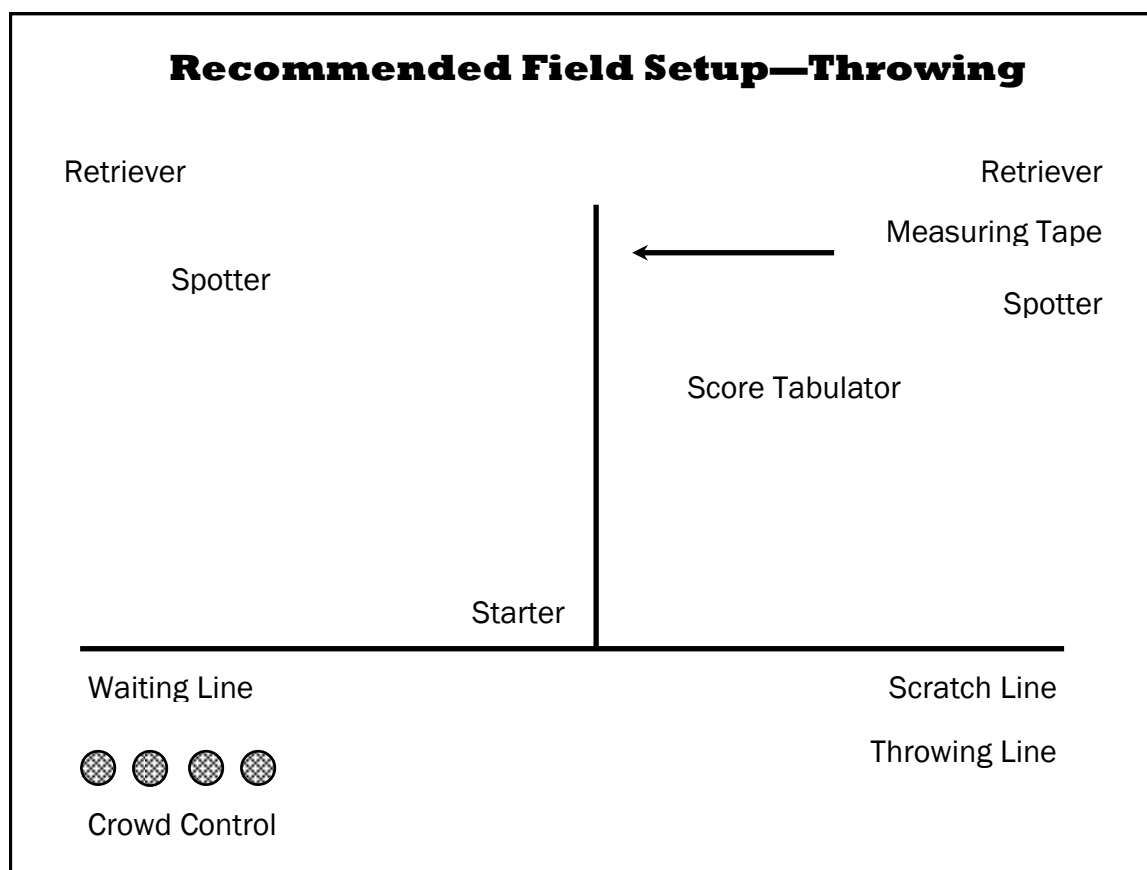 Recommended Field Setup—Throwing
Retriever
Retriever
Measuring Tape
Spotter
Spotter
Score Tabulator
Starter
Waiting Line
Scratch Line
Throwing Line
Crowd Control